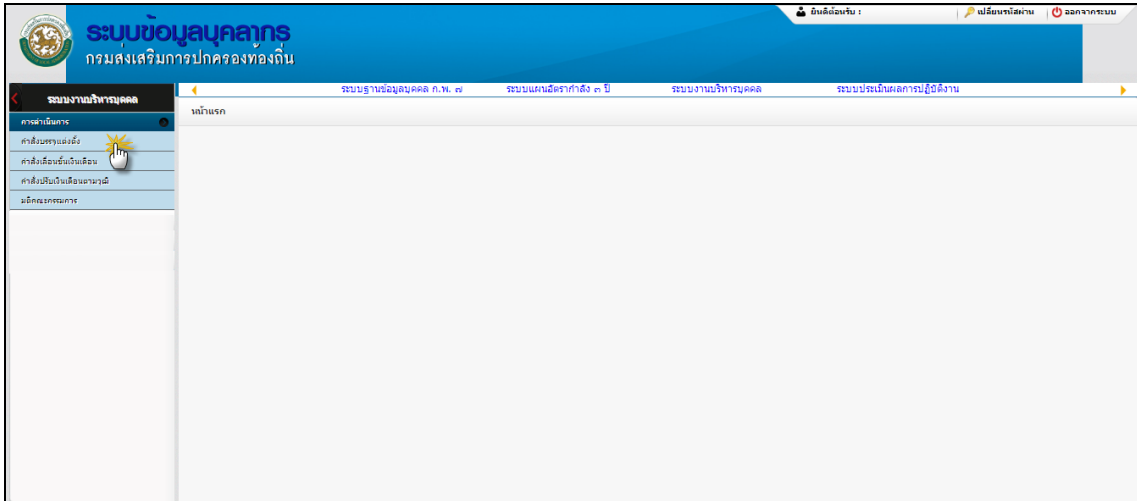 ยินดีต้อนรับ : เปลี่ยนรหัสผ่าน ออกจากระบบ
ระบบข้อมูลบุคลากร
กรมส่งเสริมการปกครองท้องถิ่น
ระบบฐานข้อมูลบุคคล ก.พ. ๗ ระบบแผนอัตรากำลัง ๓ ปี ระบบงานบริหารบุคคล ระบบประเมินผลการปฏิบัติงาน
ระบบงานบริหารบุคคล
หน้าแรก
การดำเนินการ
คำสั่งบรรจุแต่งตั้ง
คำสั่งเลื่อนขั้นเงินเดือน
คำสั่งปรับเงินเดือนตามวุฒิ
มติคณะกรรมการ